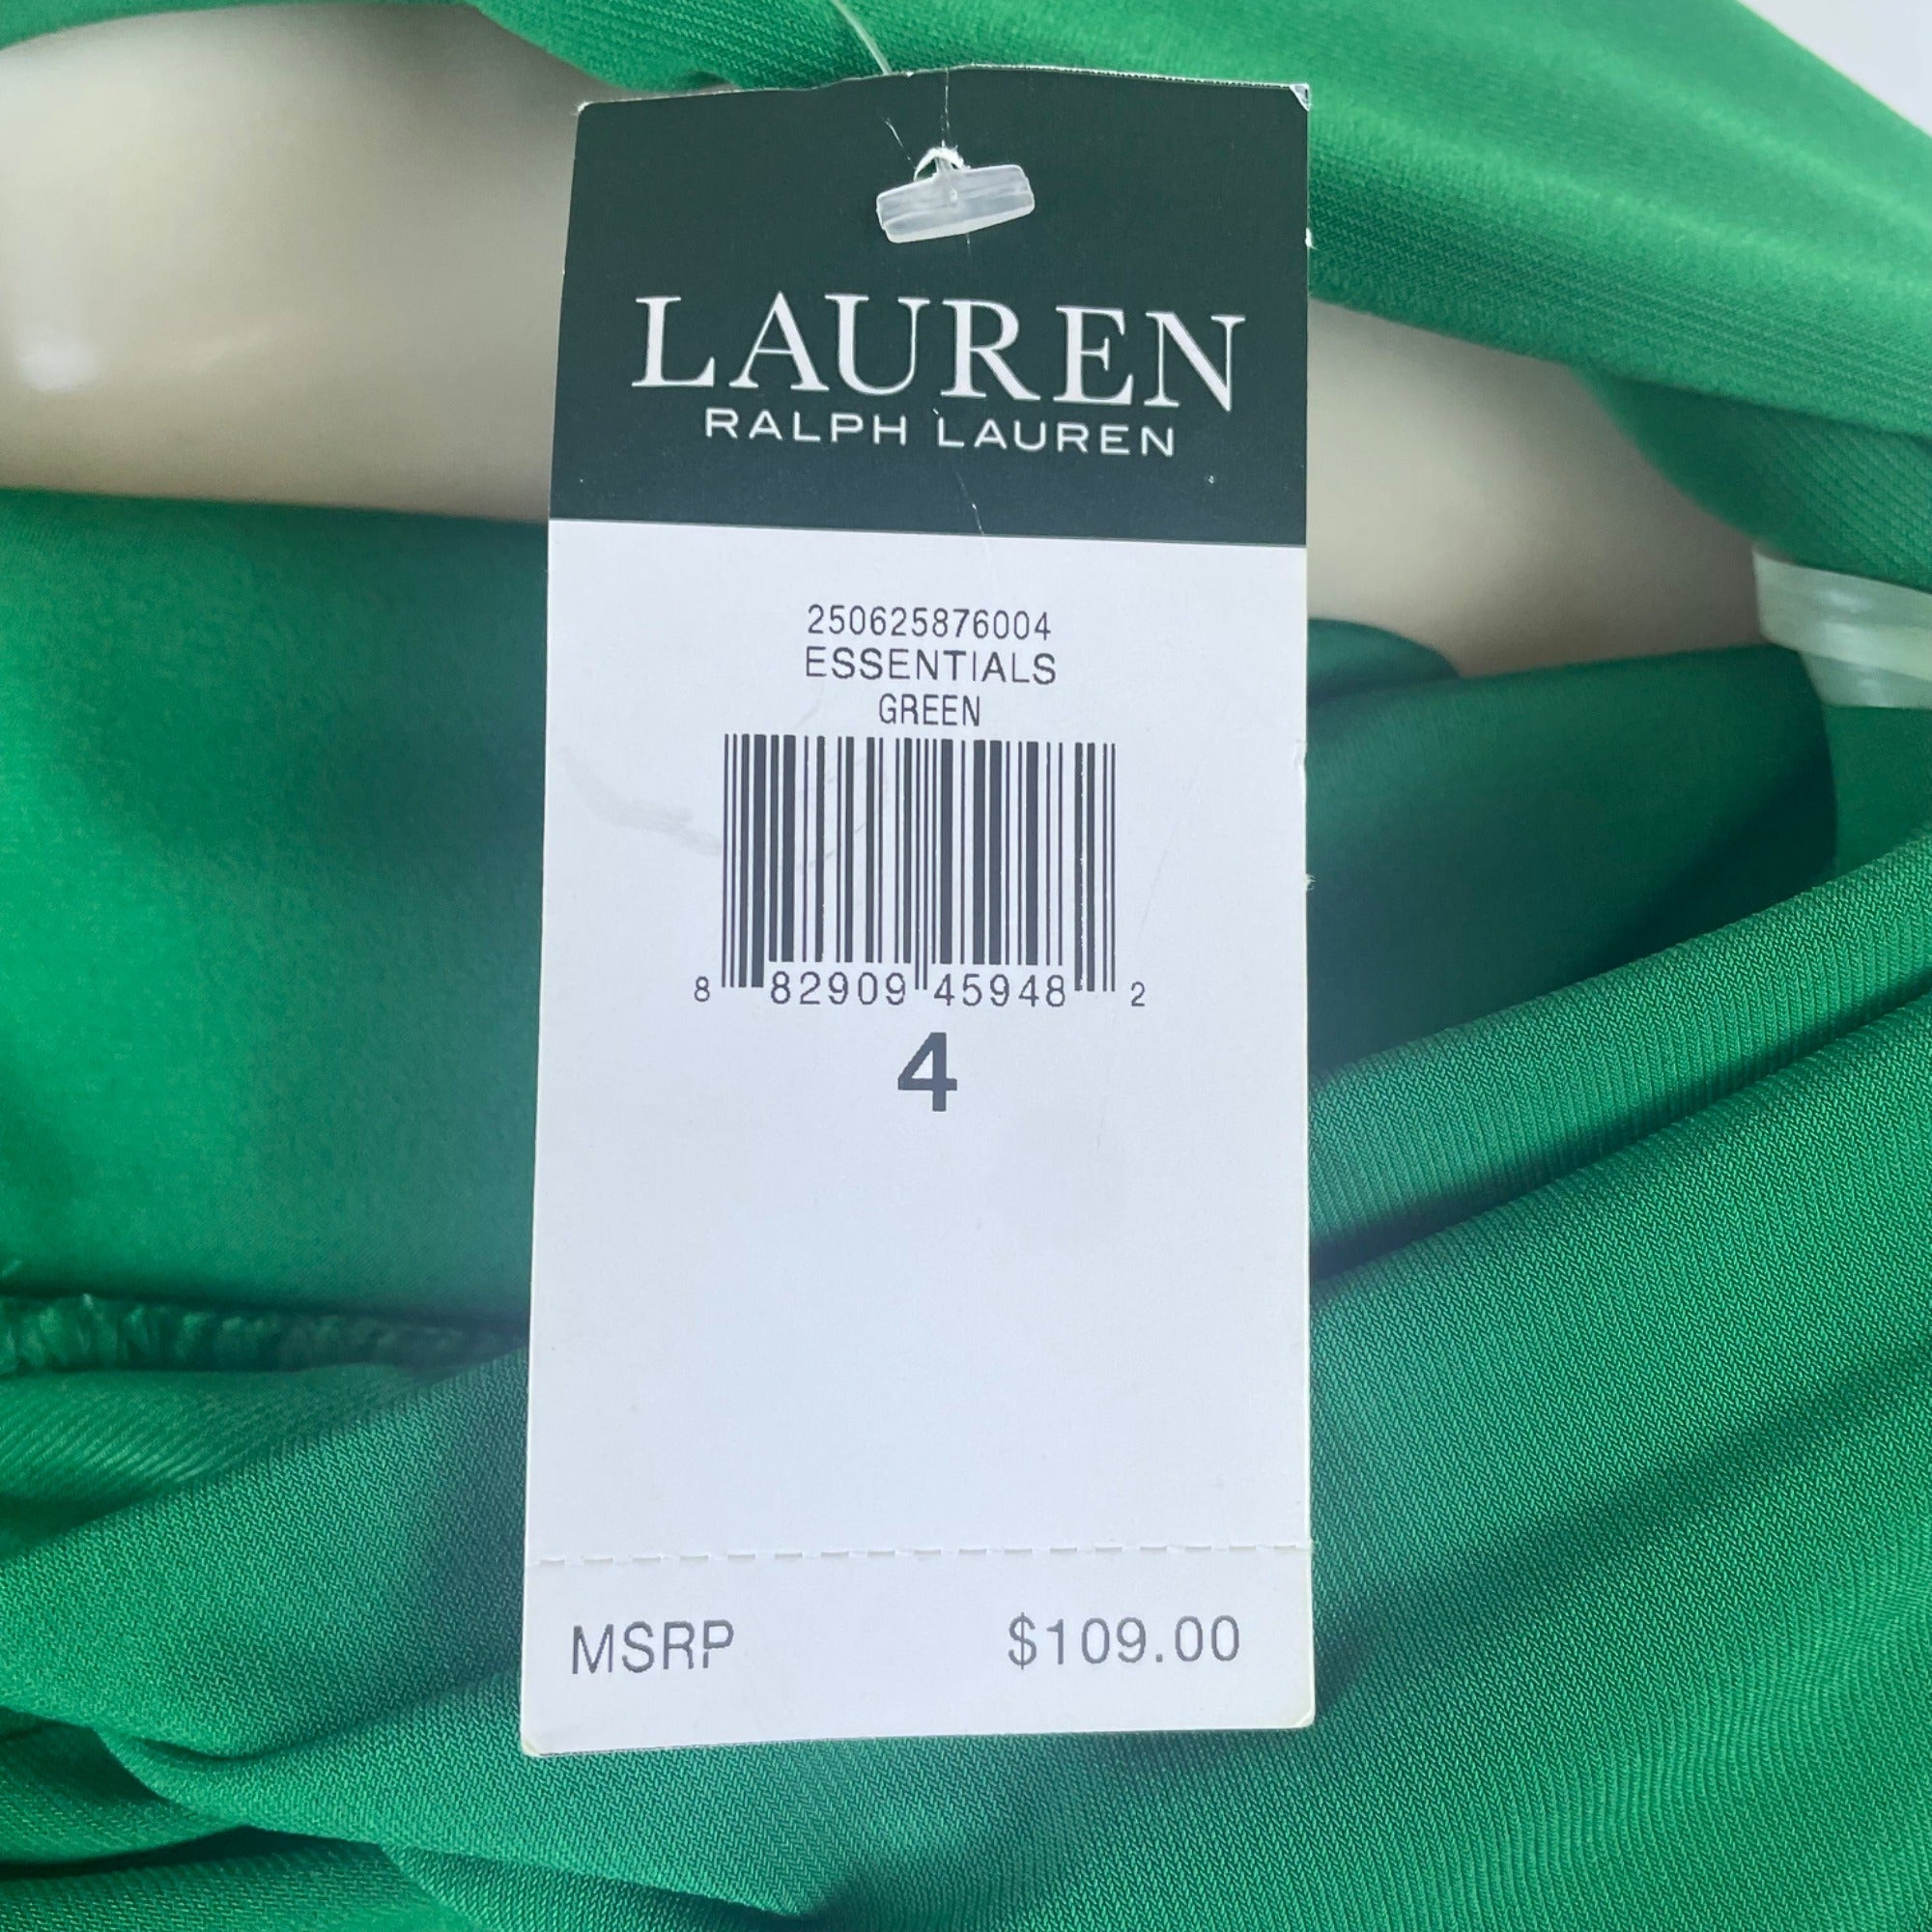 LAUREN
RALPH LAUREN
250625876004
ESSENTIALS
GREEN
8 82909 45948 2
4
MSRP $109.00